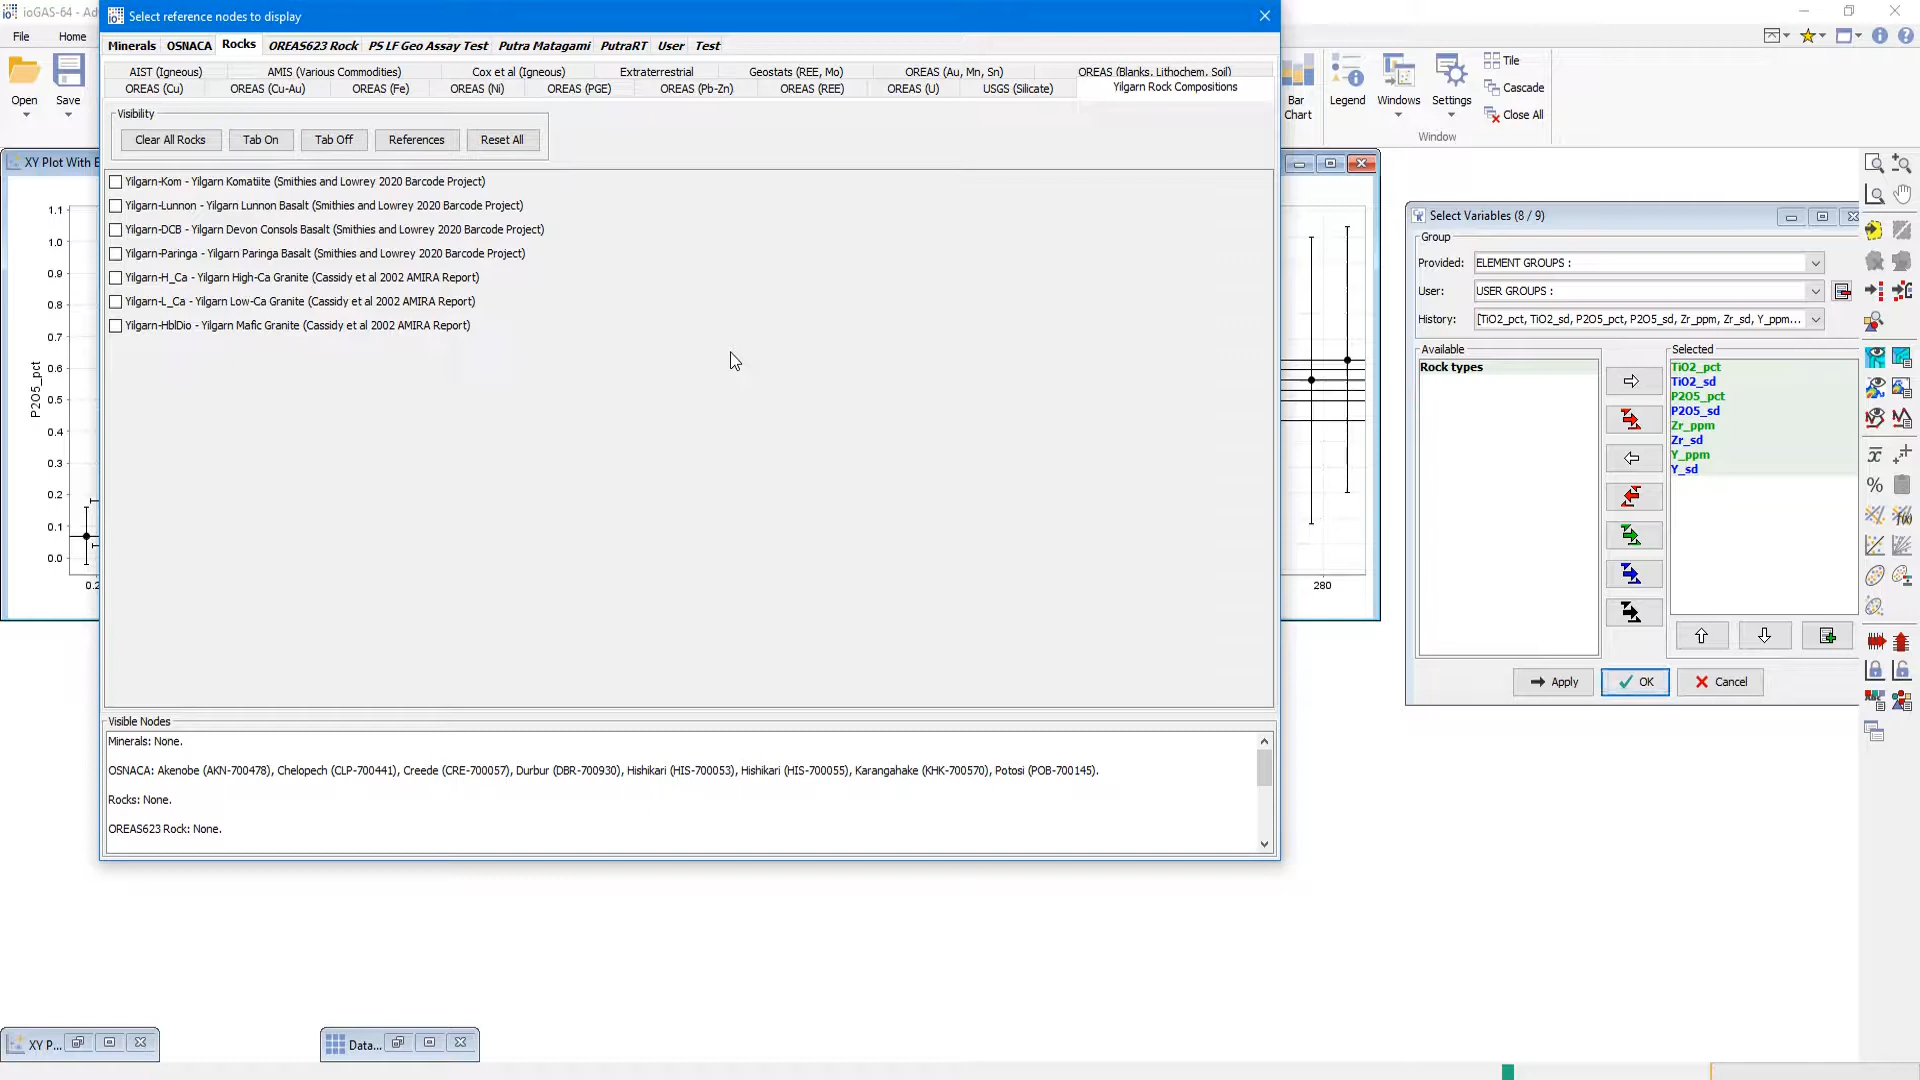 ioGAS-64 - Ad
Select reference nodes to display
File
Home
Minerals
OSNACA
Rocks
OREAS623 Rock
PS LF Geo Assay Test
Putra Matagami
PutraRT
User
Test
AIST (Igneous)
AMIS (Various Commodities)
Cox et al (Igneous)
Extraterrestrial
Geostats (REE, Mo)
OREAS (Au, Mn, Sn)
OREAS (Blanks, Lithochem, Soil)
OREAS (Cu)
OREAS (Cu-Au)
OREAS (Fe)
OREAS (Ni)
OREAS (PGE)
OREAS (Pb-Zn)
OREAS (REE)
OREAS (U)
USGS (Silicate)
Yilgarn Rock Compositions
Open
Save
Bar
Chart
Legend
Windows
Settings
Tile
Cascade
Close All
Window
Visibility
Clear All Rocks
Tab On
Tab Off
References
Reset All
XY Plot With E
Yilgarn-Kom - Yilgarn Komatiite (Smithies and Lowrey 2020 Barcode Project)
Yilgarn-Lunnon - Yilgarn Lunnon Basalt (Smithies and Lowrey 2020 Barcode Project)
Yilgarn-DCB - Yilgarn Devon Consols Basalt (Smithies and Lowrey 2020 Barcode Project)
Yilgarn-Paringa - Yilgarn Paringa Basalt (Smithies and Lowrey 2020 Barcode Project)
Yilgarn-H_Ca - Yilgarn High-Ca Granite (Cassidy et al 2002 AMIRA Report)
Yilgarn-L_Ca - Yilgarn Low-Ca Granite (Cassidy et al 2002 AMIRA Report)
Yilgarn-HblDio - Yilgarn Mafic Granite (Cassidy et al 2002 AMIRA Report)
1.1
1.0
0.9
0.8
0.7
0.6
0.5
0.4
0.3
0.2
0.1
0.0
P2O5_pct
0.2
280
Visible Nodes
Minerals: None.
OSNACA: Akenobe (AKN-700478), Chelopech (CLP-700441), Creede (CRE-700057), Durbur (DBR-700930), Hishikari (HIS-700053), Hishikari (HIS-700055), Karangahake (KHK-700570), Potosi (POB-700145).
Rocks: None.
OREAS623 Rock: None.
Select Variables (8 / 9)
Group
Provided:
ELEMENT GROUPS :
User:
USER GROUPS :
History:
[TiO2_pct, TiO2_sd, P2O5_pct, P2O5_sd, Zr_ppm, Zr_sd, Y_ppm...
Available
Rock types
Selected
TiO2_pct
TiO2_sd
P2O5_pct
P2O5_sd
Zr_ppm
Zr_sd
Y_ppm
Y_sd
Apply
OK
Cancel
XY P...
Data...